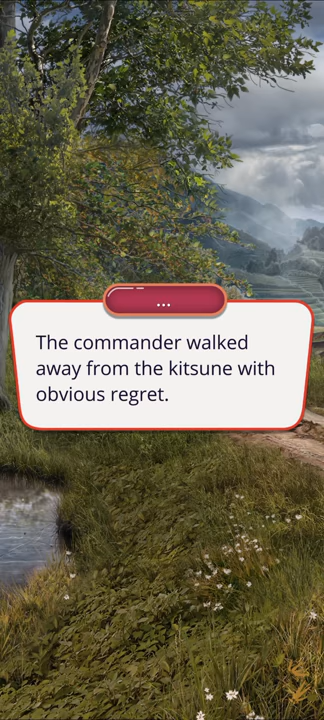 ...
The commander walked
away from the kitsune with
obvious regret.